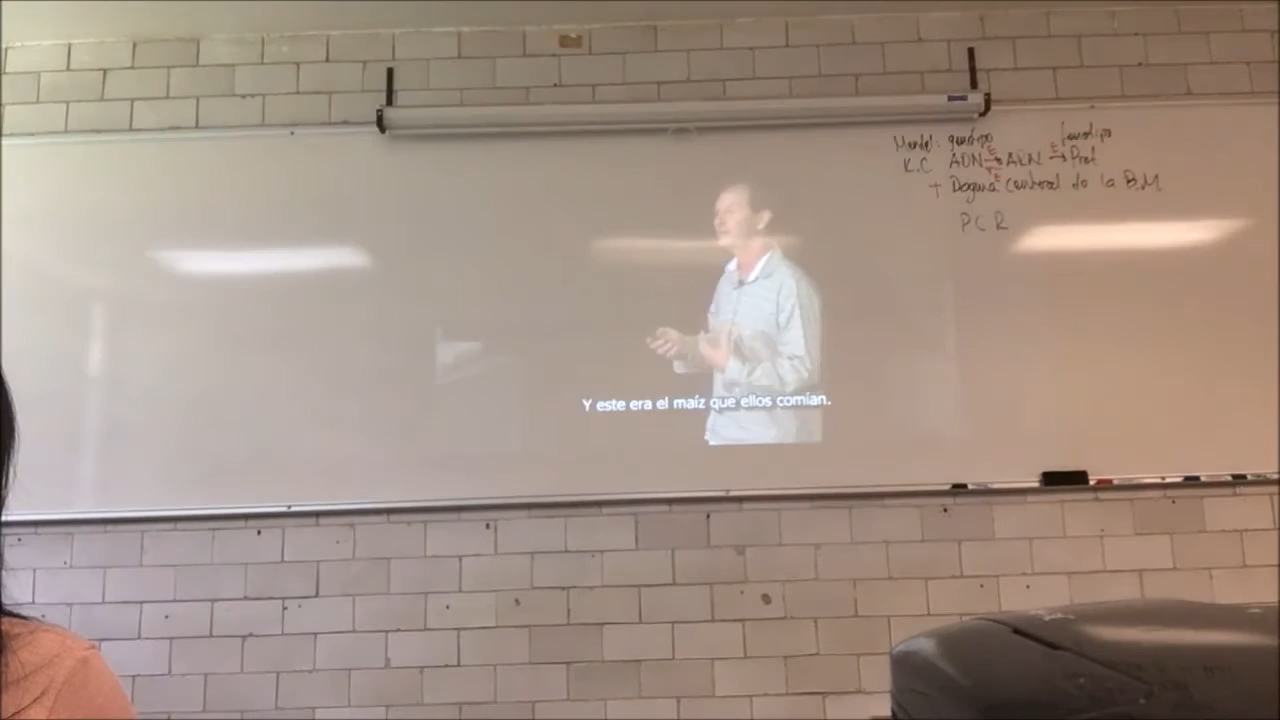 Mendel: genotipo fenotipo
K.C ADN E → ARN E → Prot
+ Dogma central de la B.M
PCR
Y este era el maíz que ellos comían.